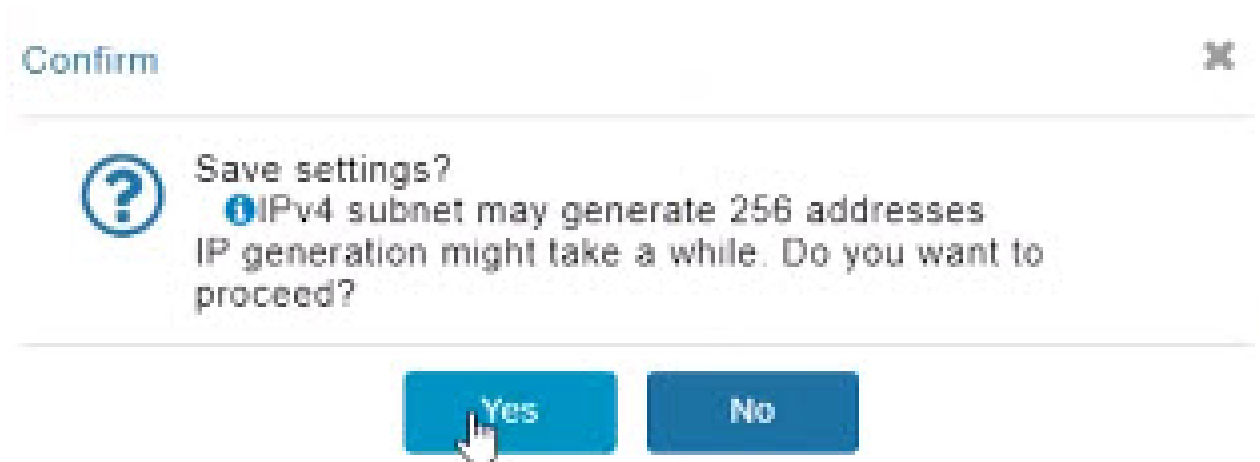 Confirm
Save settings?
IPv4 subnet may generate 256 addresses
IP generation might take a while. Do you want to
proceed?
Yes
No